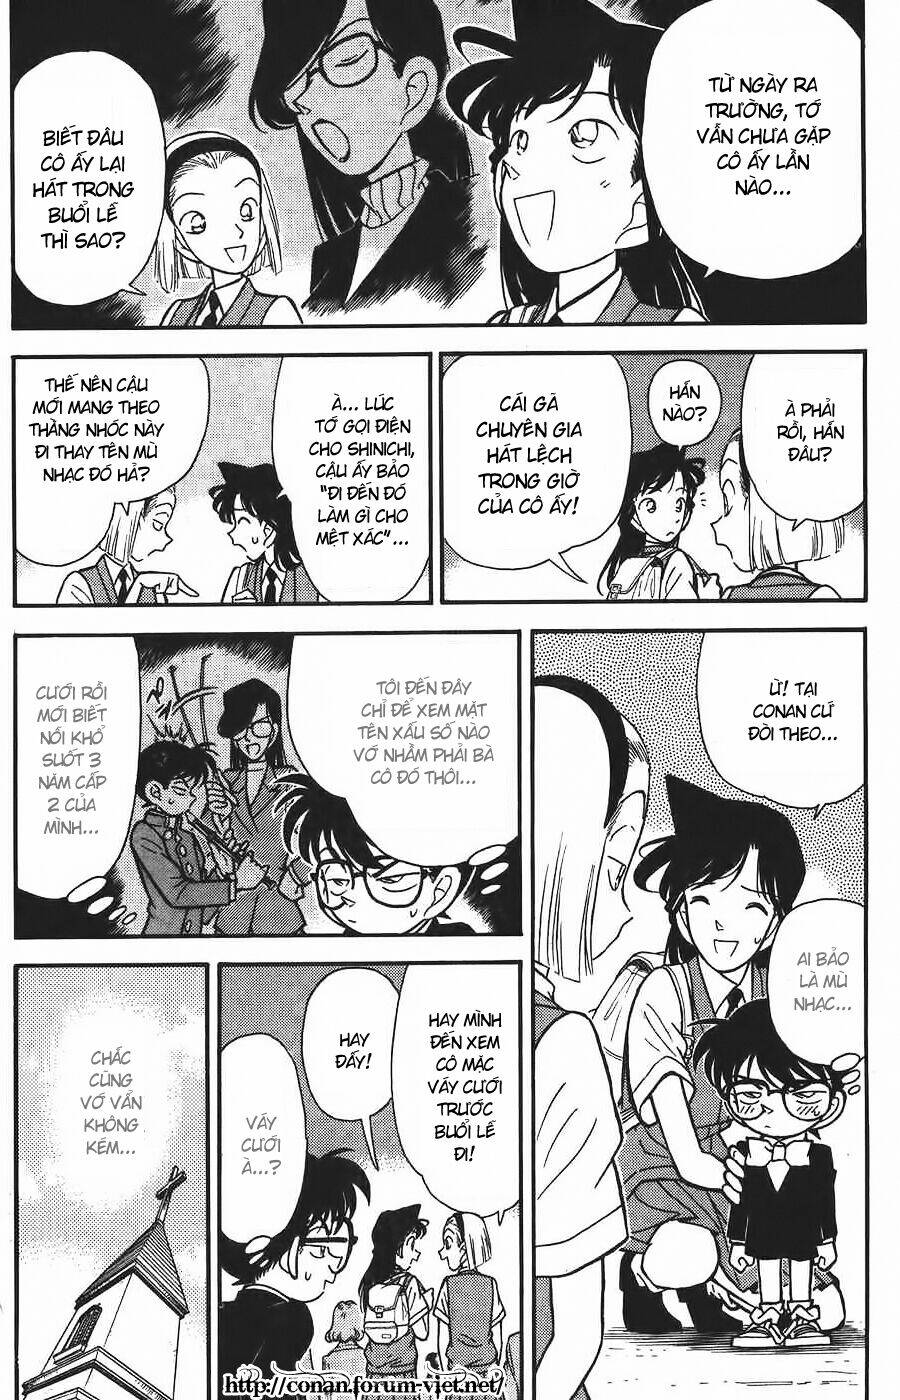 TỪ NGÀY RA
TRƯỜNG, TỚ
VẪN CHƯA GẶP
CÔ ẤY LẦN
NÀO...
BIẾT ĐÂU
CÔ ẤY LẠI
HÁT TRONG
BUỔI LỄ
THÌ SAO?
À PHẢI
RỒI, HẮN
ĐÂU?
HẮN
NÀO?
CÁI GÃ
CHUYÊN GIA
HÁT LỆCH
TRONG GIỜ
CỦA CÔ ẤY!
À... LÚC
TỚ GỌI ĐIỆN
CHO SHINICHI,
CẬU ẤY BẢO
"ĐI ĐẾN ĐÓ
LÀM GÌ CHO
MỆT XÁC"...
THẾ NÊN CẬU
MỚI MANG THEO
THẰNG NHÓC NÀY
ĐI THAY TÊN MÙ
NHẠC ĐÓ HẢ?
Ừ! TẠI
CONAN CỨ
ĐÒI THEO...
AI BẢO
LÀ MÙ
NHẠC...
TÔI ĐẾN ĐÂY
CHỈ ĐỂ XEM MẶT
TÊN XẤU SỐ NÀO
VỚ NHẦM PHẢI BÀ
CÔ ĐÓ THÔI...
CƯỚI RỒI
MỚI BIẾT
NỖI KHỔ
SUỐT 3
NĂM CẤP
2 CỦA
MÌNH...
HAY MÌNH
ĐẾN XEM
CÔ MẶC
VÁY CƯỚI
TRƯỚC
BUỔI LỄ
ĐI!
HAY
ĐẤY!
VÁY
CƯỚI
À...?
CHẮC
CŨNG
VỚ VẨN
KHÔNG
KÉM...
http://conan.forum-viet.net/